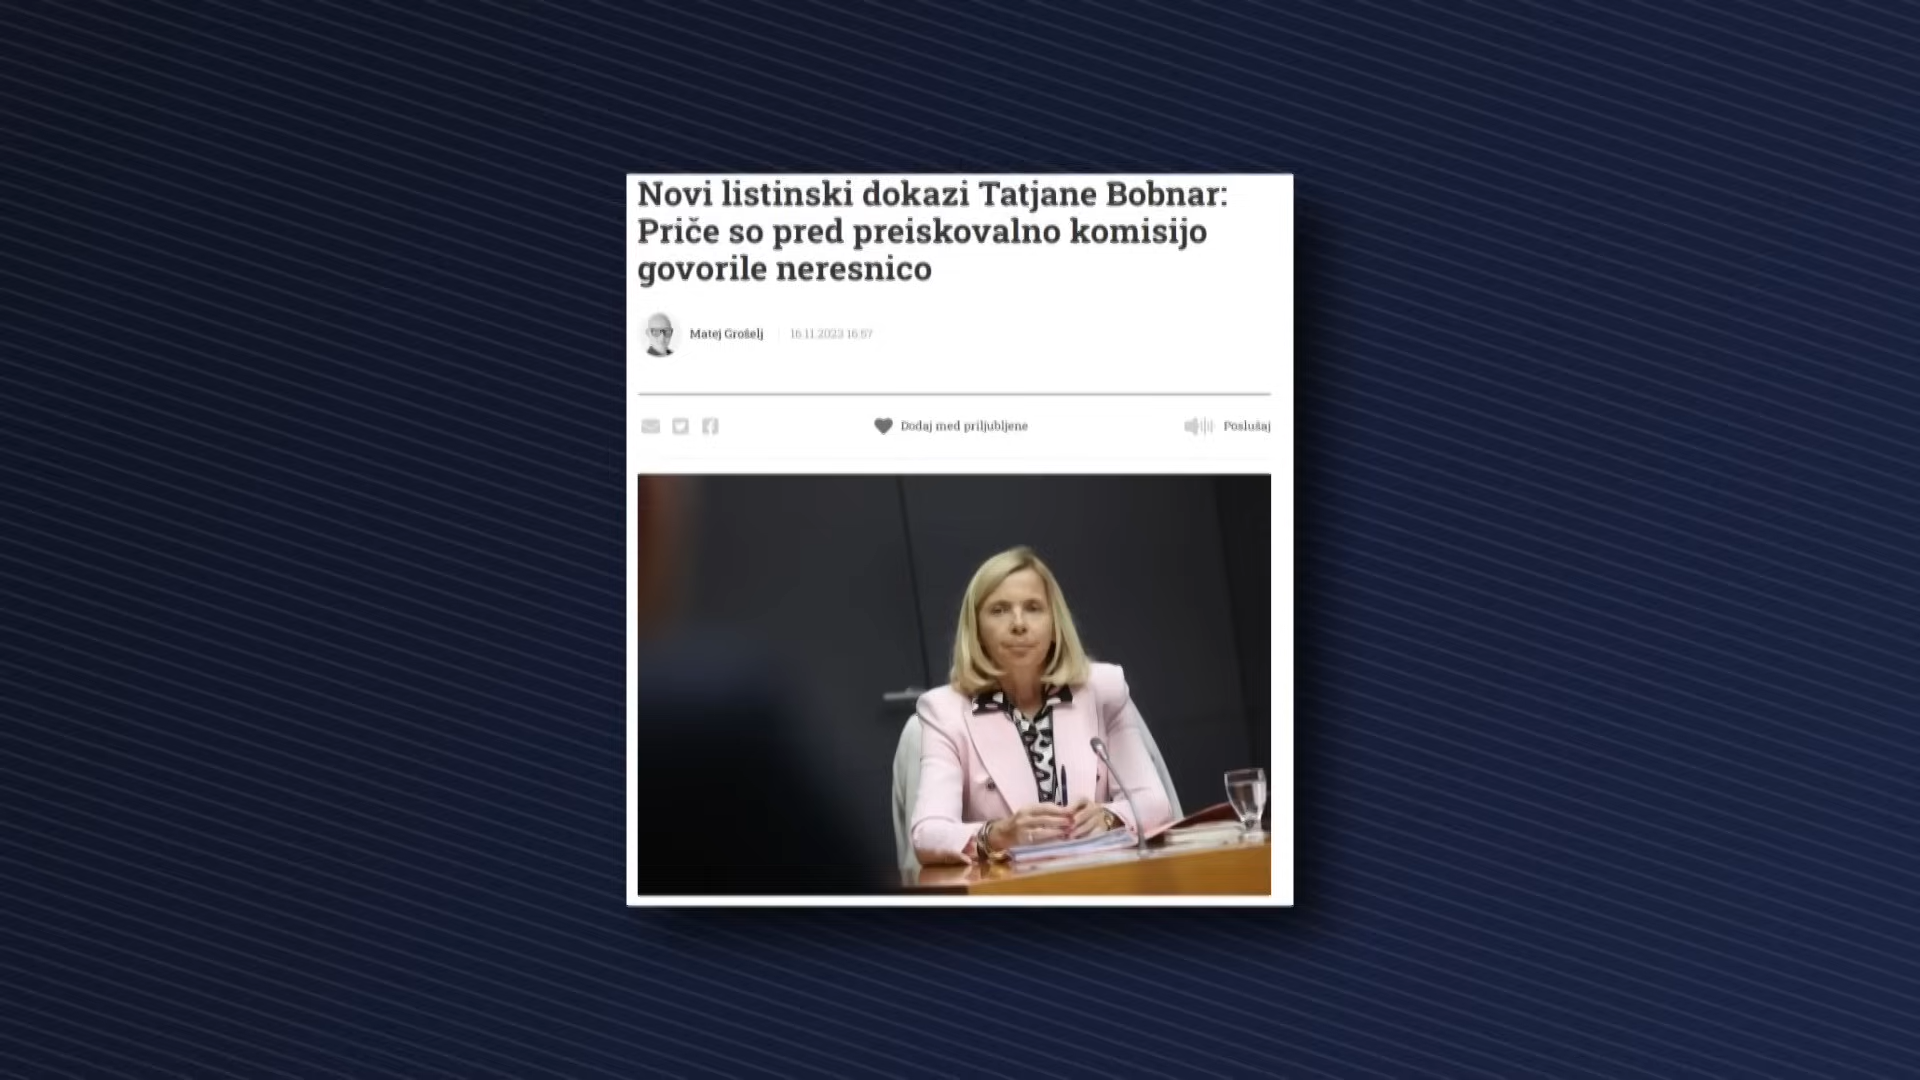 Novi listinski dokazi Tatjane Bobnar:
Priče so pred preiskovalno komisijo
govorile neresnico
Matej Grošelj
16.11.2023 16:57
Dodaj med priljubljene
Poslušaj